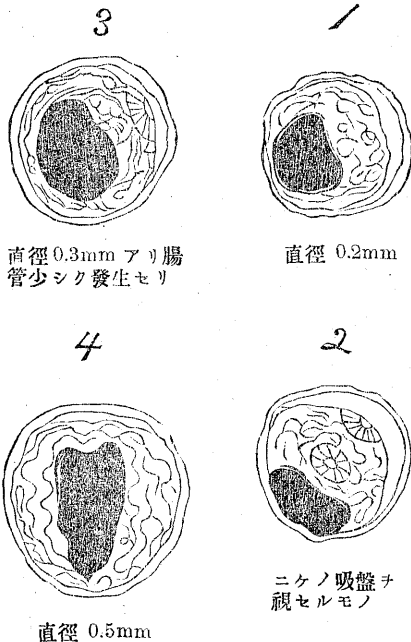 1
直徑 0.2mm
2
ニケノ吸盤ヲ
視セルモノ
3
直徑0.3mm アリ腸
管少シク發生セリ
4
直徑 0.5mm